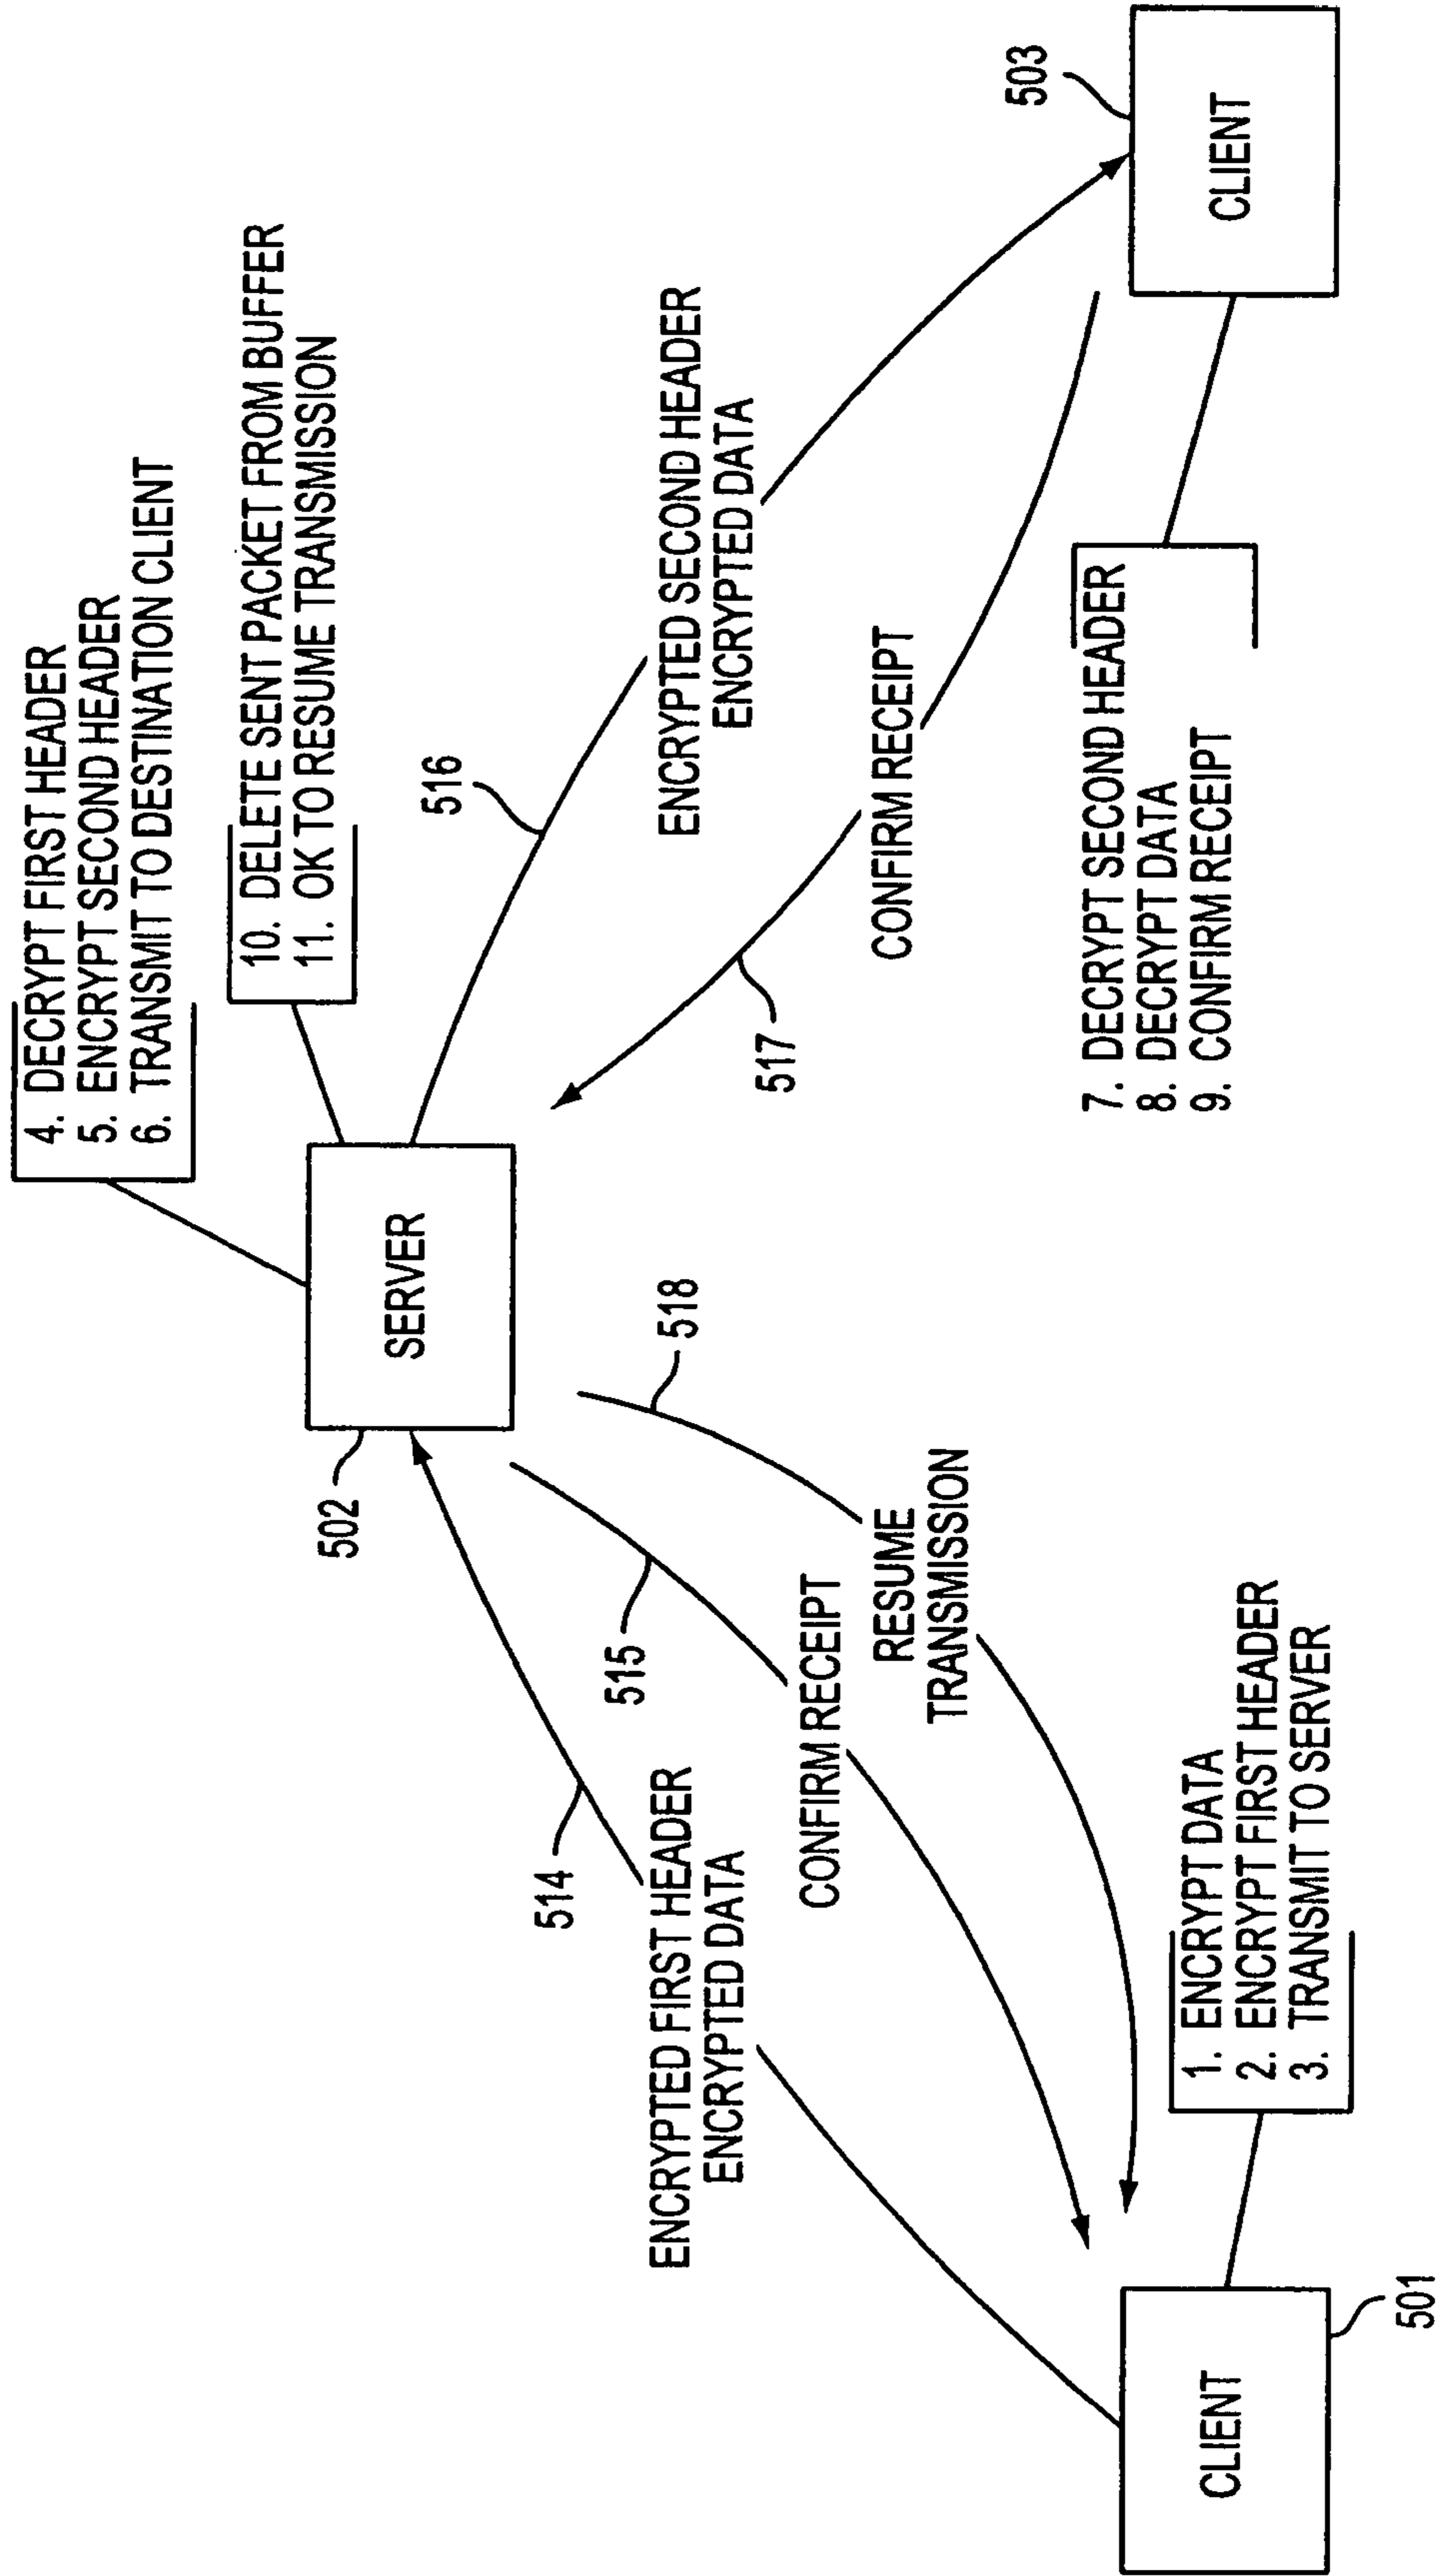 4. DECRYPT FIRST HEADER
5. ENCRYPT SECOND HEADER
6. TRANSMIT TO DESTINATION CLIENT
10. DELETE SENT PACKET FROM BUFFER
11. OK TO RESUME TRANSMISSION
SERVER
502
516
514
ENCRYPTED FIRST HEADER
ENCRYPTED DATA
515
CONFIRM RECEIPT
518
RESUME
TRANSMISSION
ENCRYPTED SECOND HEADER
ENCRYPTED DATA
517
CONFIRM RECEIPT
503
CLIENT
7. DECRYPT SECOND HEADER
8. DECRYPT DATA
9. CONFIRM RECEIPT
1. ENCRYPT DATA
2. ENCRYPT FIRST HEADER
3. TRANSMIT TO SERVER
CLIENT
501